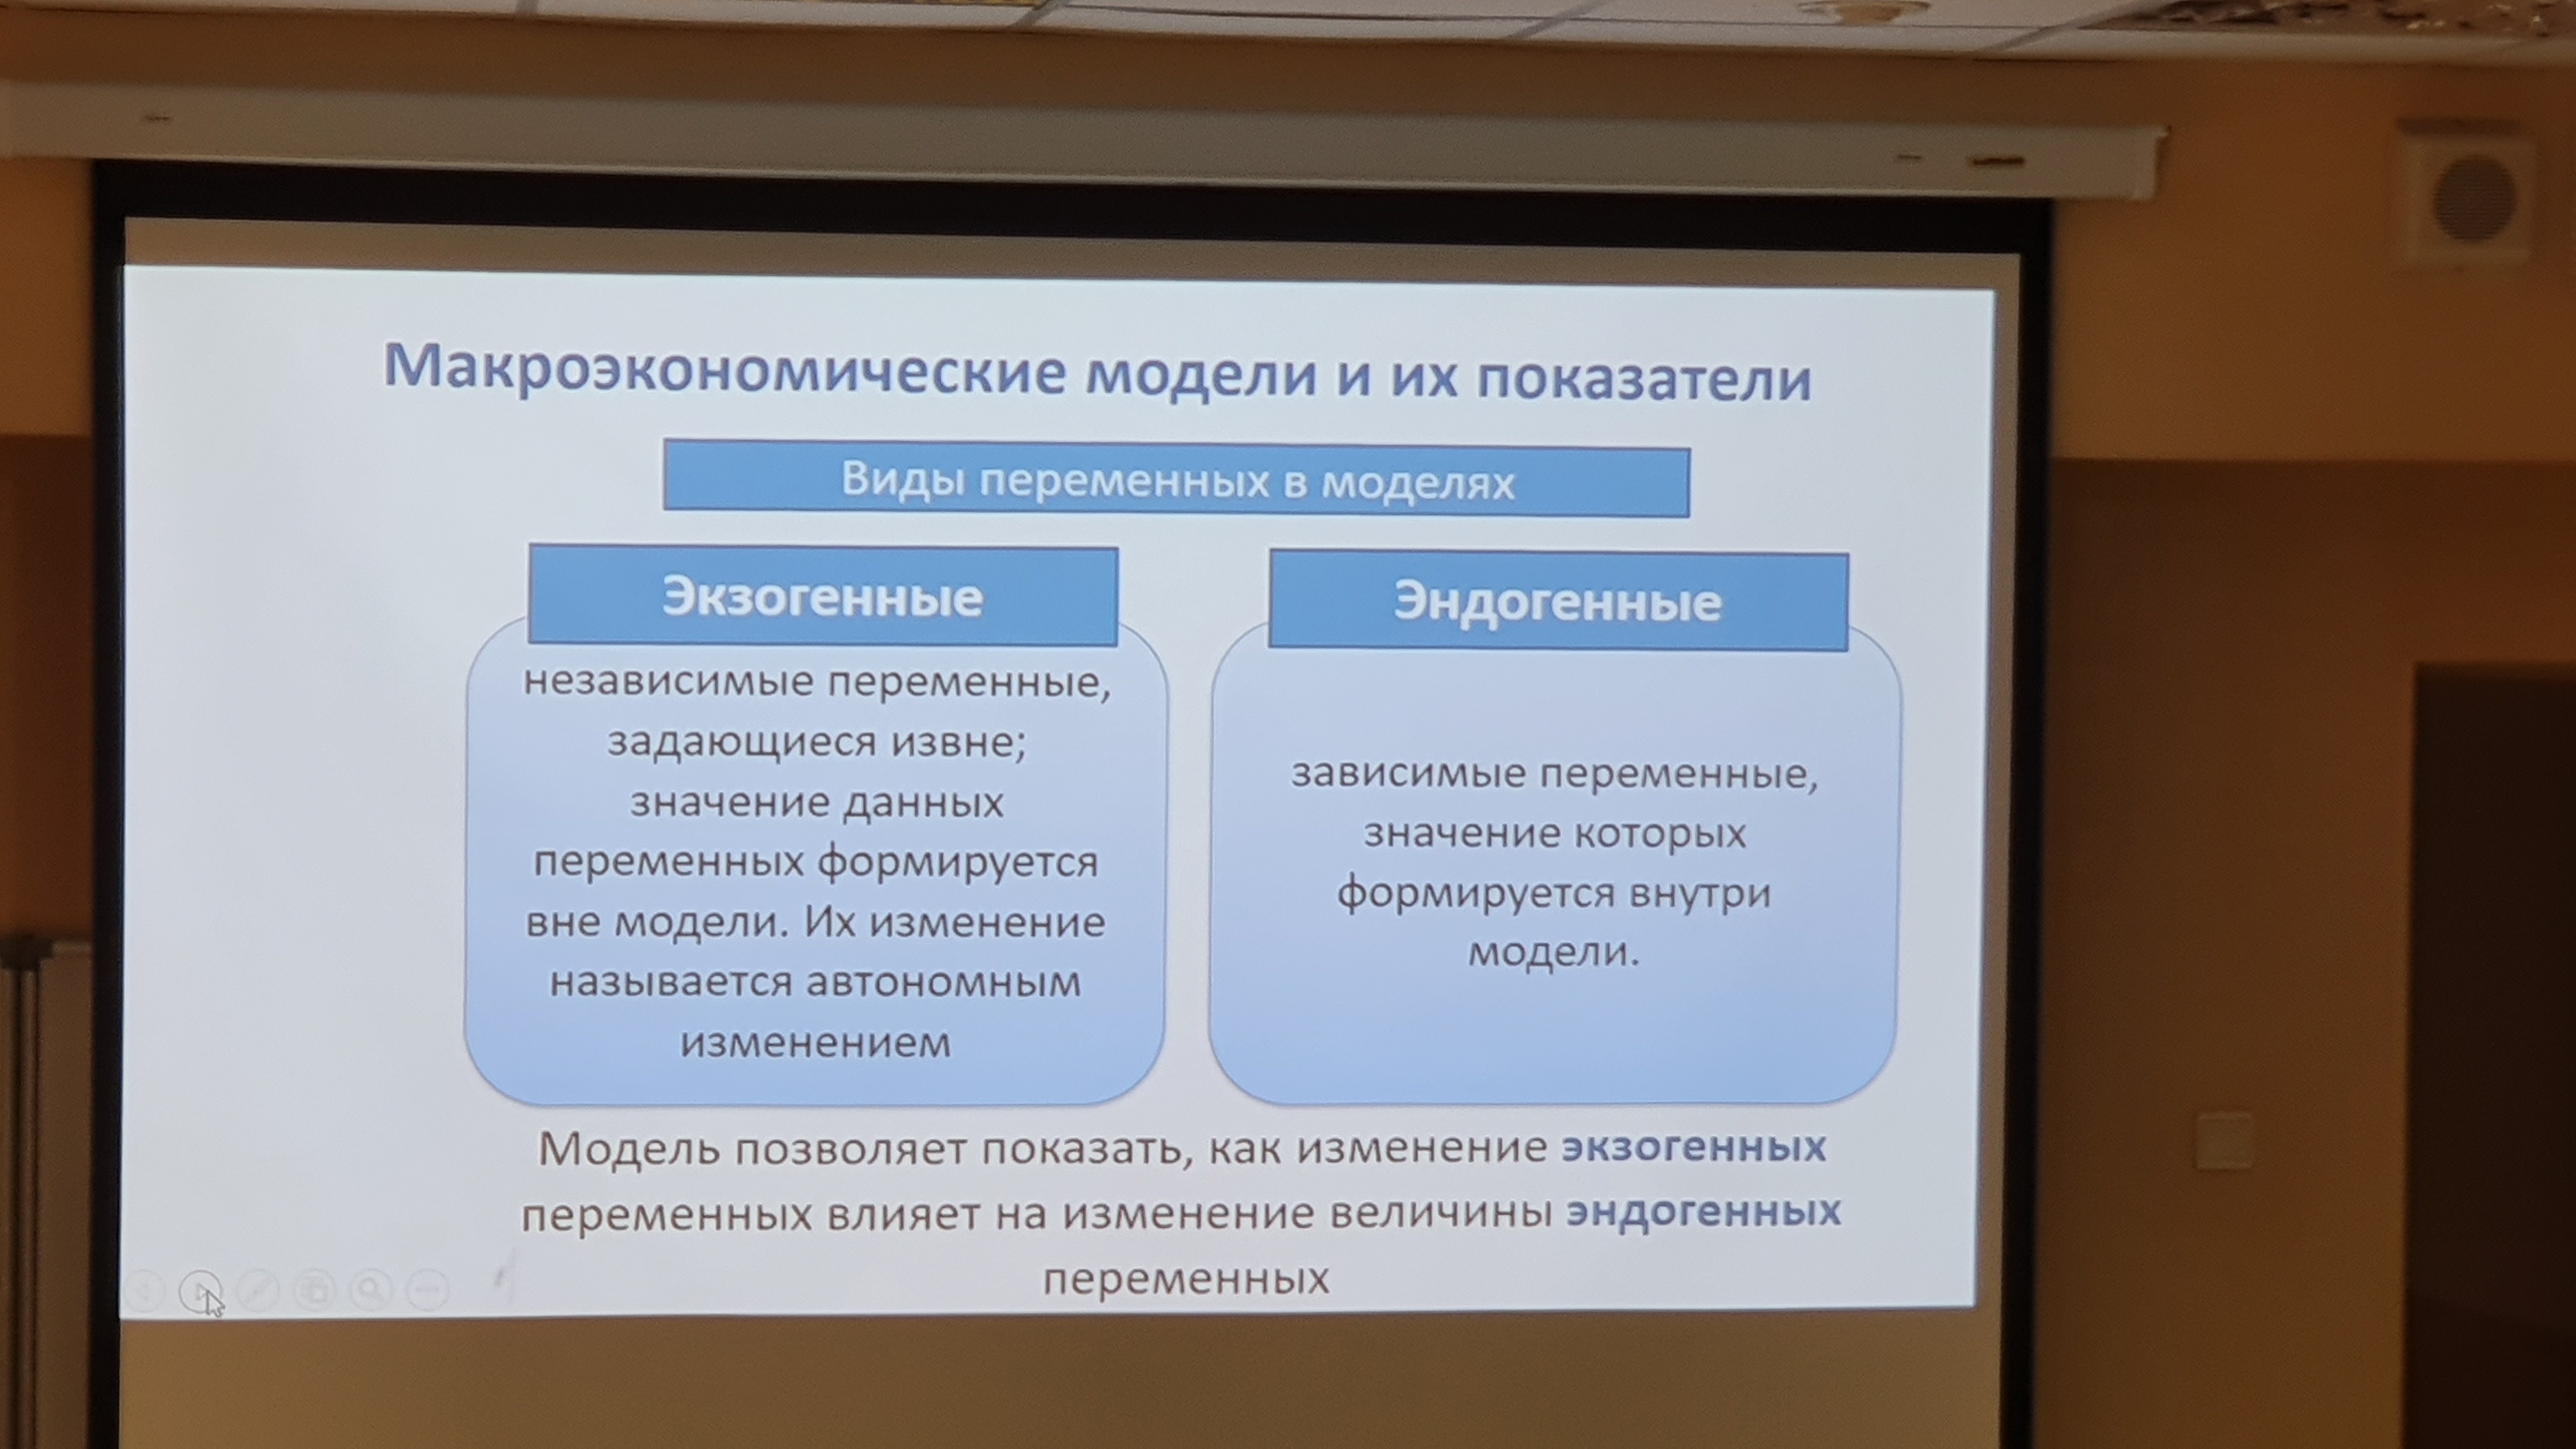 Макроэкономические модели и их показатели
Виды переменных в моделях
Экзогенные
независимые переменные,
задающиеся извне;
значение данных
переменных формируется
вне модели. Их изменение
называется автономным
изменением
Эндогенные
зависимые переменные,
значение которых
формируется внутри
модели.
Модель позволяет показать, как изменение экзогенных
переменных влияет на изменение величины эндогенных
переменных